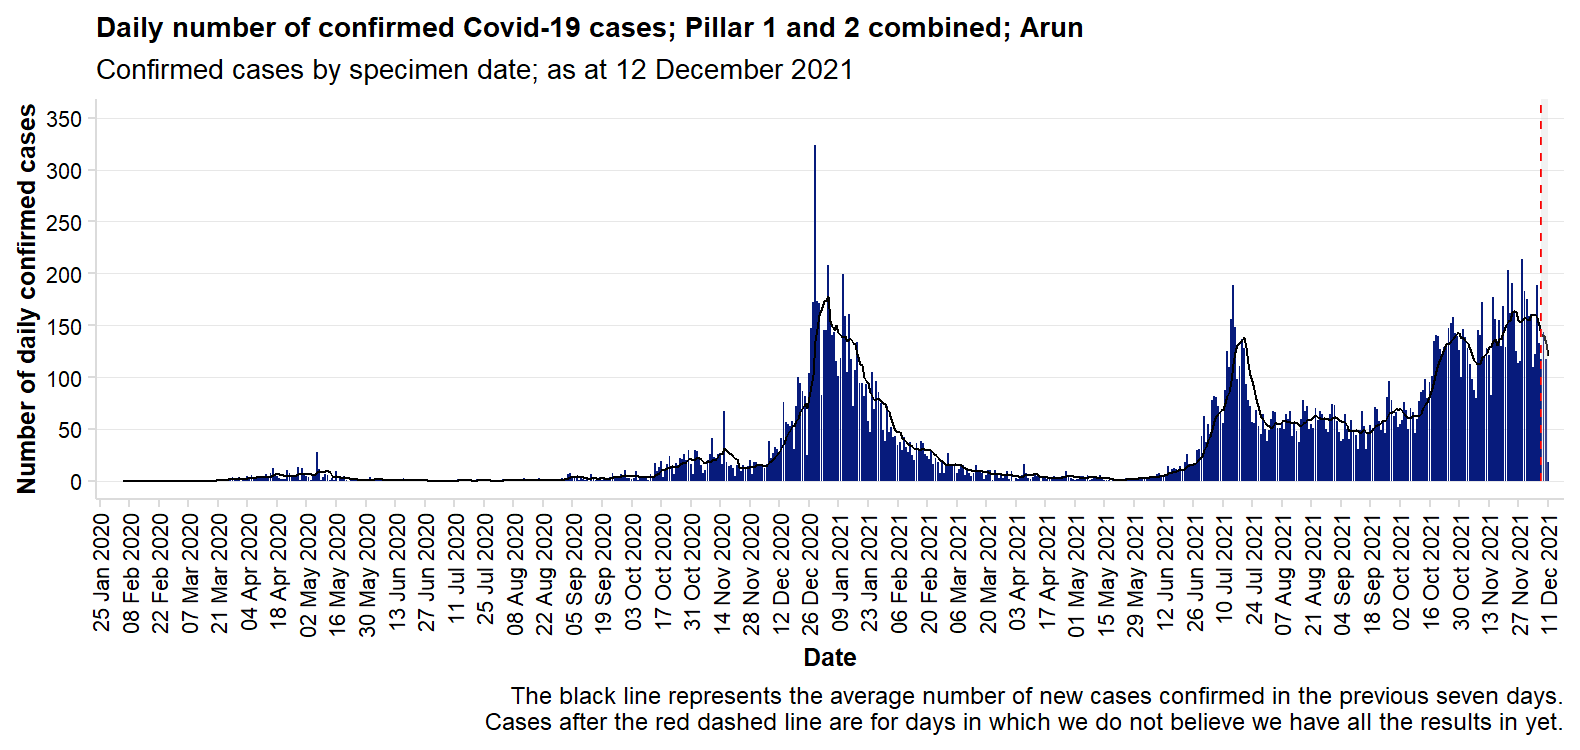 Daily number of confirmed Covid-19 cases; Pillar 1 and 2 combined; Arun
Confirmed cases by specimen date; as at 12 December 2021
Number of daily confirmed cases
350
300
250
200
150
100
50
0
25 Jan 2020
08 Feb 2020
22 Feb 2020
07 Mar 2020
21 Mar 2020
04 Apr 2020
18 Apr 2020
02 May 2020
16 May 2020
30 May 2020
13 Jun 2020
27 Jun 2020
11 Jul 2020
25 Jul 2020
08 Aug 2020
22 Aug 2020
05 Sep 2020
19 Sep 2020
03 Oct 2020
17 Oct 2020
31 Oct 2020
14 Nov 2020
28 Nov 2020
12 Dec 2020
26 Dec 2020
09 Jan 2021
23 Jan 2021
06 Feb 2021
20 Feb 2021
06 Mar 2021
20 Mar 2021
03 Apr 2021
17 Apr 2021
01 May 2021
15 May 2021
29 May 2021
12 Jun 2021
26 Jun 2021
10 Jul 2021
24 Jul 2021
07 Aug 2021
21 Aug 2021
04 Sep 2021
18 Sep 2021
02 Oct 2021
16 Oct 2021
30 Oct 2021
13 Nov 2021
27 Nov 2021
11 Dec 2021
Date
The black line represents the average number of new cases confirmed in the previous seven days.
Cases after the red dashed line are for days in which we do not believe we have all the results in yet.